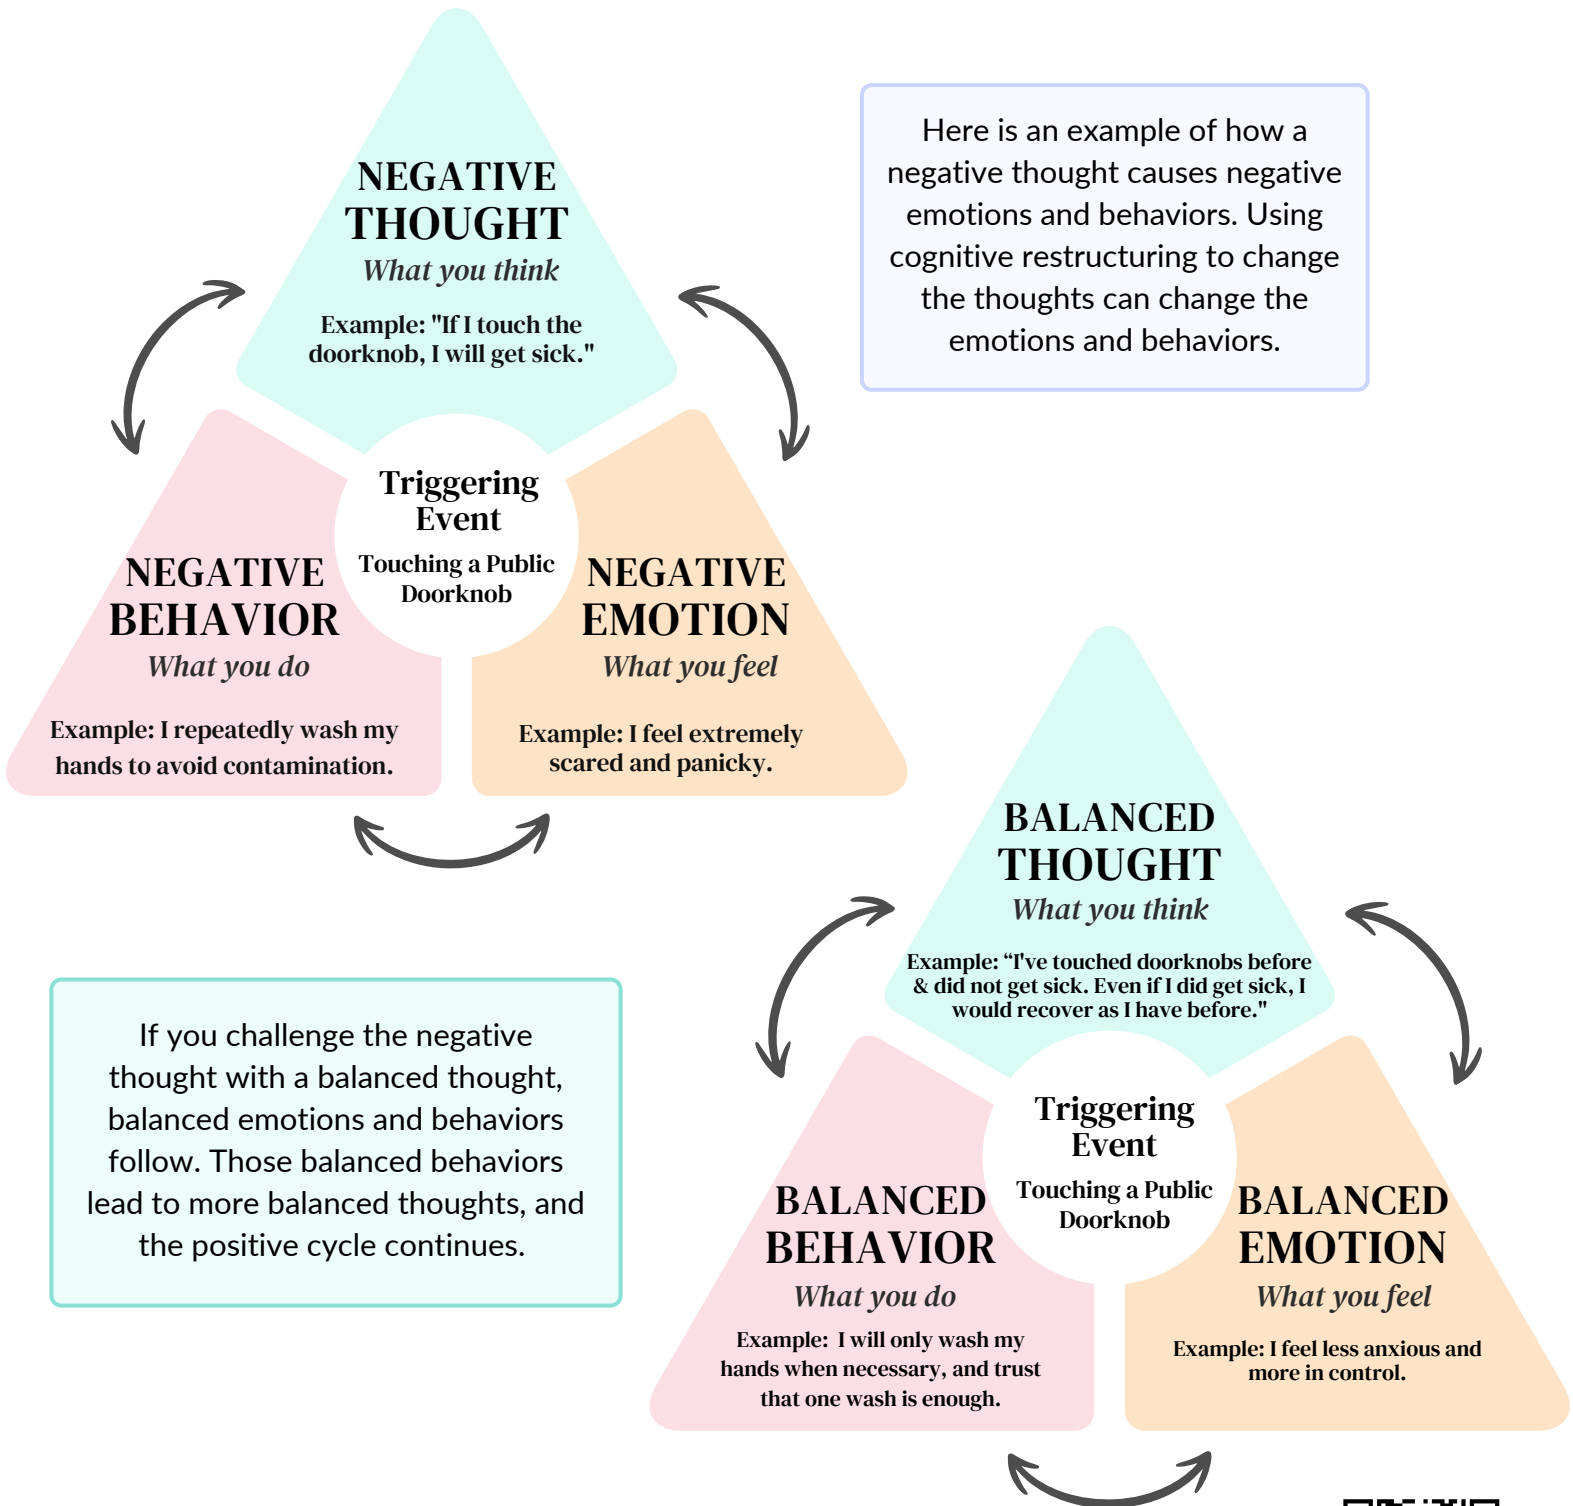 NEGATIVE
THOUGHT
What you think
Example: "If I touch the
doorknob, I will get sick."
Here is an example of how a
negative thought causes negative
emotions and behaviors. Using
cognitive restructuring to change
the thoughts can change the
emotions and behaviors.
Triggering
Event
Touching a Public
Doorknob
NEGATIVE
BEHAVIOR
What you do
Example: I repeatedly wash my
hands to avoid contamination.
NEGATIVE
EMOTION
What you feel
Example: I feel extremely
scared and panicky.
If you challenge the negative
thought with a balanced thought,
balanced emotions and behaviors
follow. Those balanced behaviors
lead to more balanced thoughts, and
the positive cycle continues.
BALANCED
THOUGHT
What you think
Example: “I've touched doorknobs before
& did not get sick. Even if I did get sick, I
would recover as I have before."
Triggering
Event
Touching a Public
Doorknob
BALANCED
BEHAVIOR
What you do
Example:  I will only wash my
hands when necessary, and trust
that one wash is enough.
BALANCED
EMOTION
What you feel
Example: I feel less anxious and
more in control.